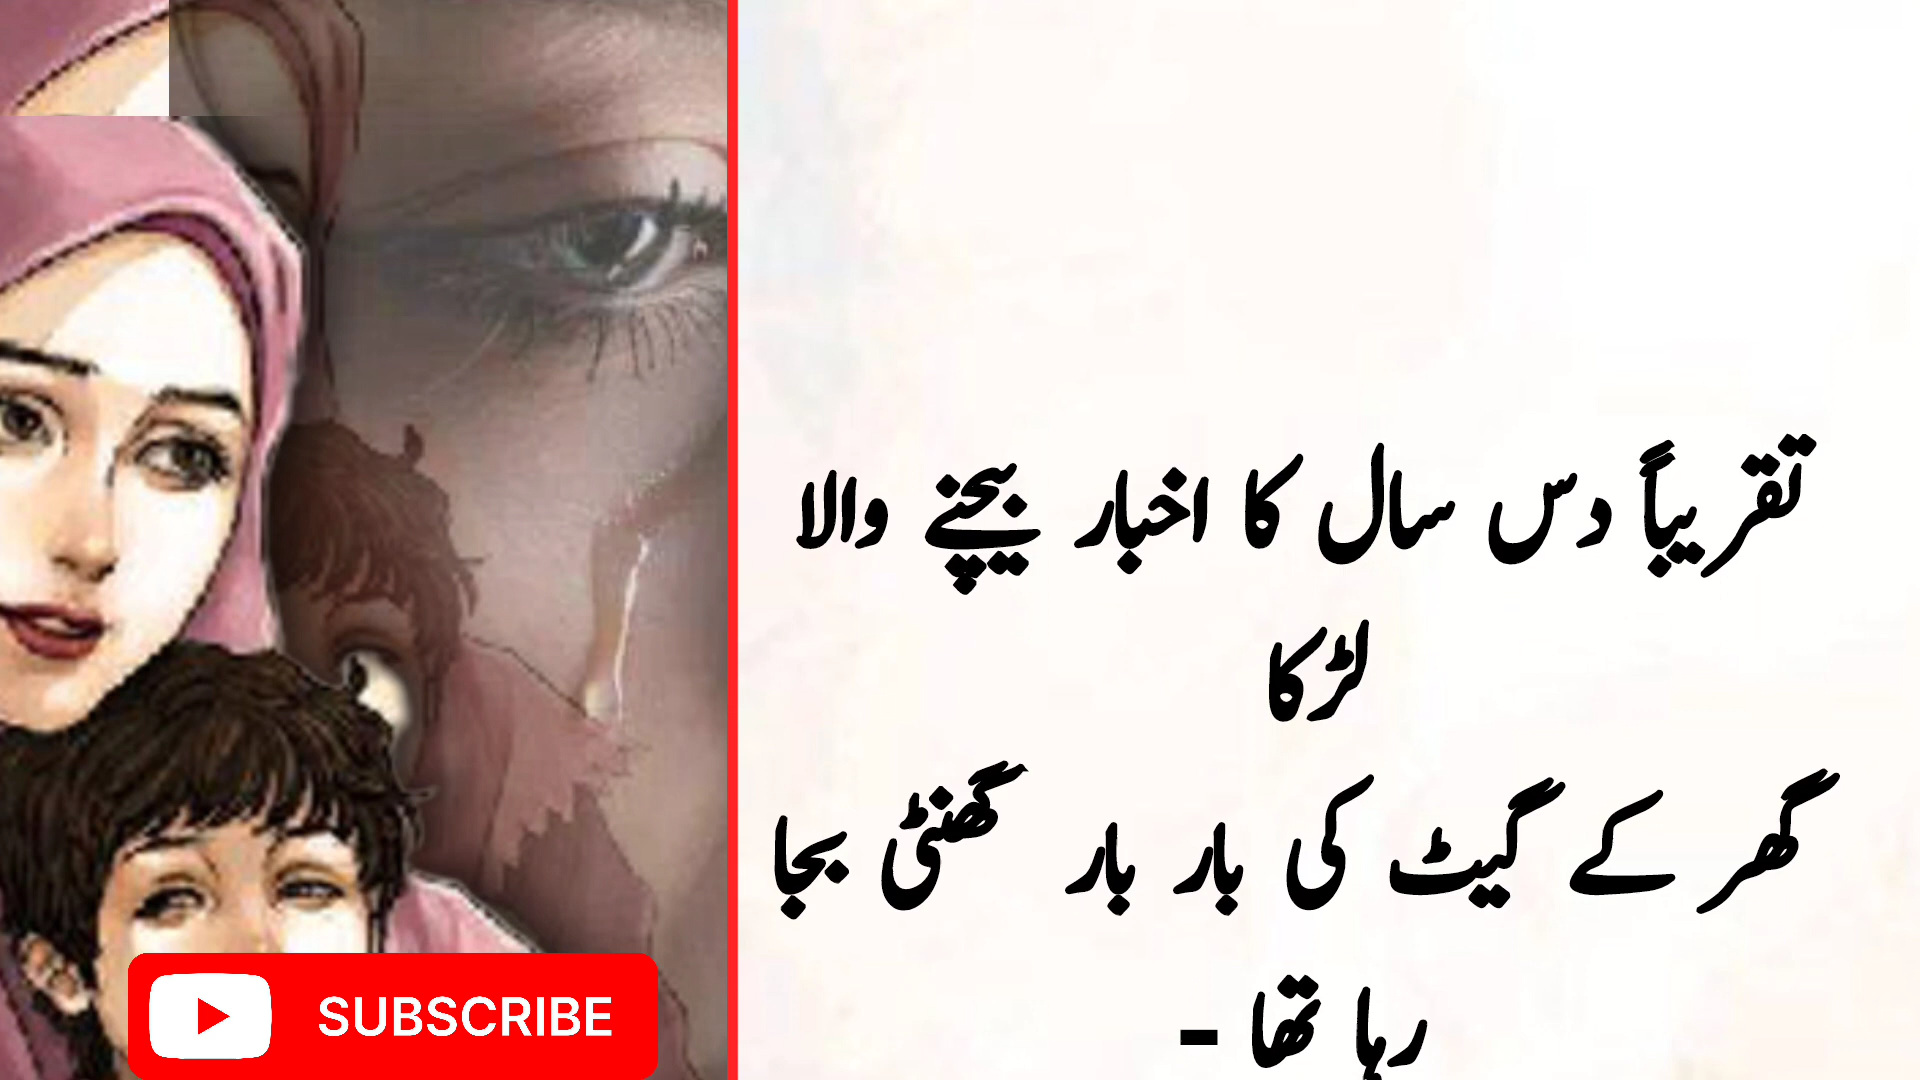 تقریباً دس سال کا اخبار بیچنے والا
لڑکا
گھر کے گیٹ کی بار بار گھنٹی بجا
رہا تھا -
SUBSCRIBE